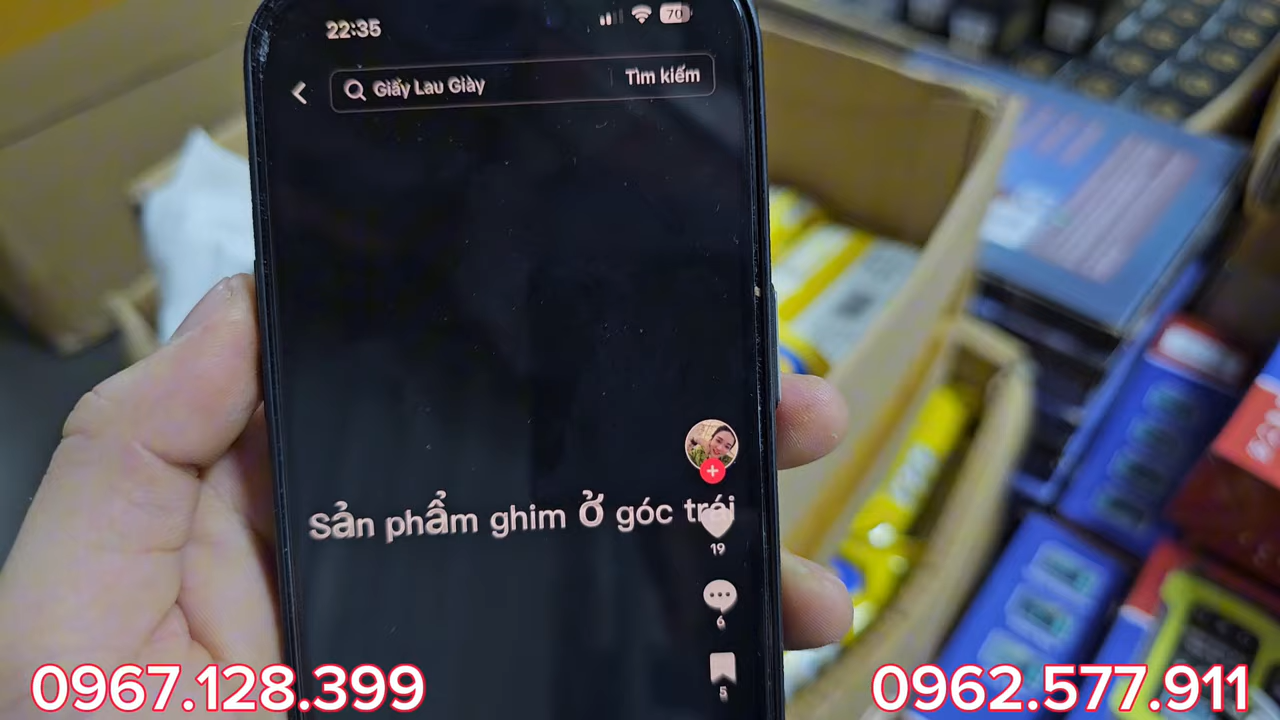 22:35
70
Giấy Lau Giày
Tìm kiếm
Sản phẩm ghim ở góc trái
19
6
5
0967.128.399
0962.577.911